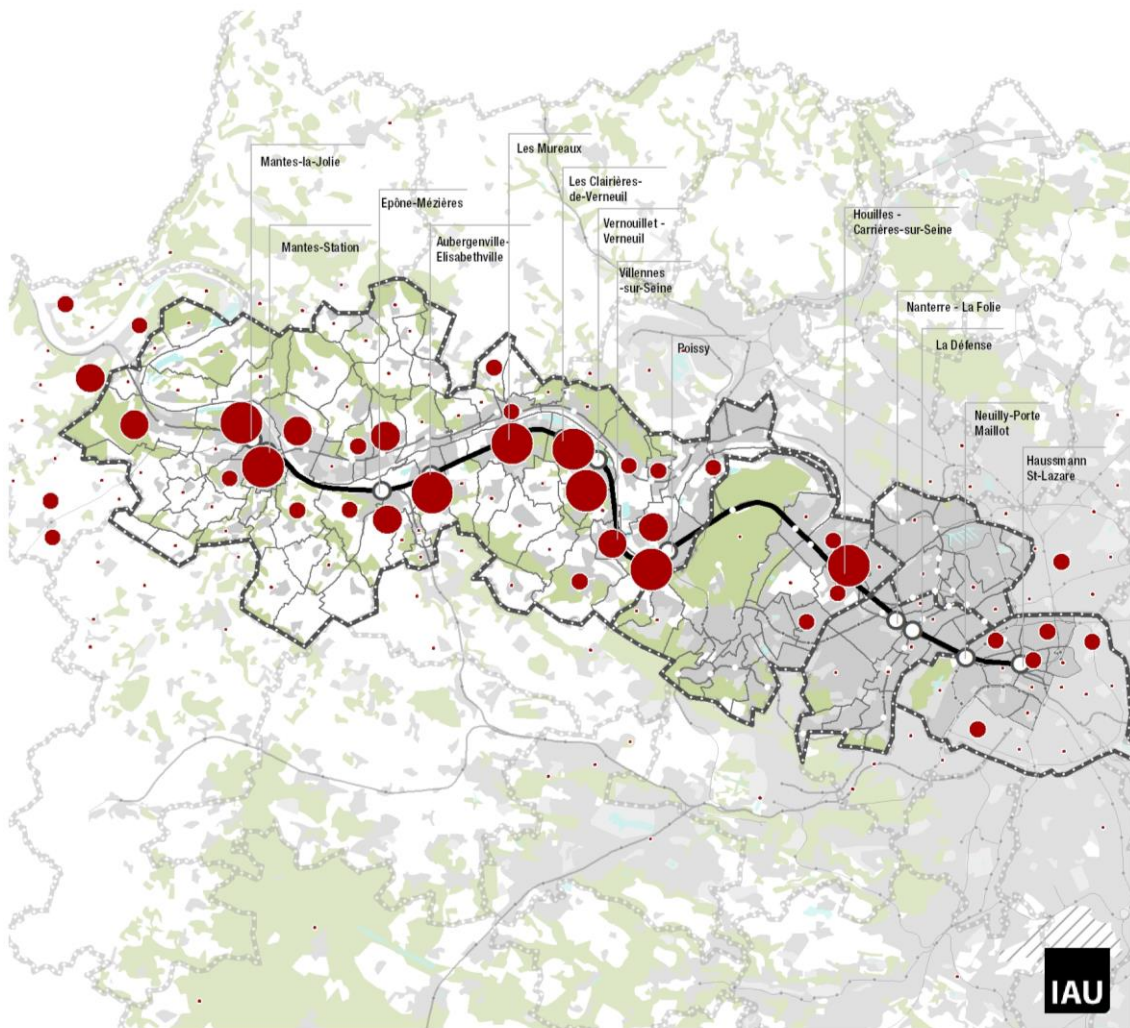 Mantes-la-Jolie
Mantes-Station
Epône-Mézières
Aubergenville-
Elisabethville
Les Mureaux
Les Clairières-
de-Verneuil
Vernouillet -
Verneuil
Villennes
-sur-Seine
Poissy
Houilles -
Carrières-sur-Seine
Nanterre - La Folie
La Défense
Neuilly-Porte
Maillot
Haussmann
St-Lazare
IAU